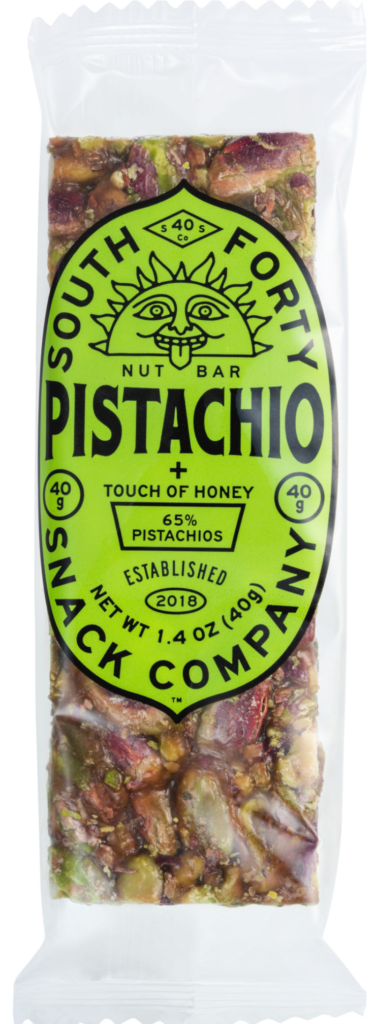 S 40 S
Co
SOUTH FORTY
NUT BAR
PISTACHIO
+
TOUCH OF HONEY
40
g
40
g
65%
PISTACHIOS
ESTABLISHED
2018
NET WT 1.4 OZ (40g)
SNACK COMPANY
TM